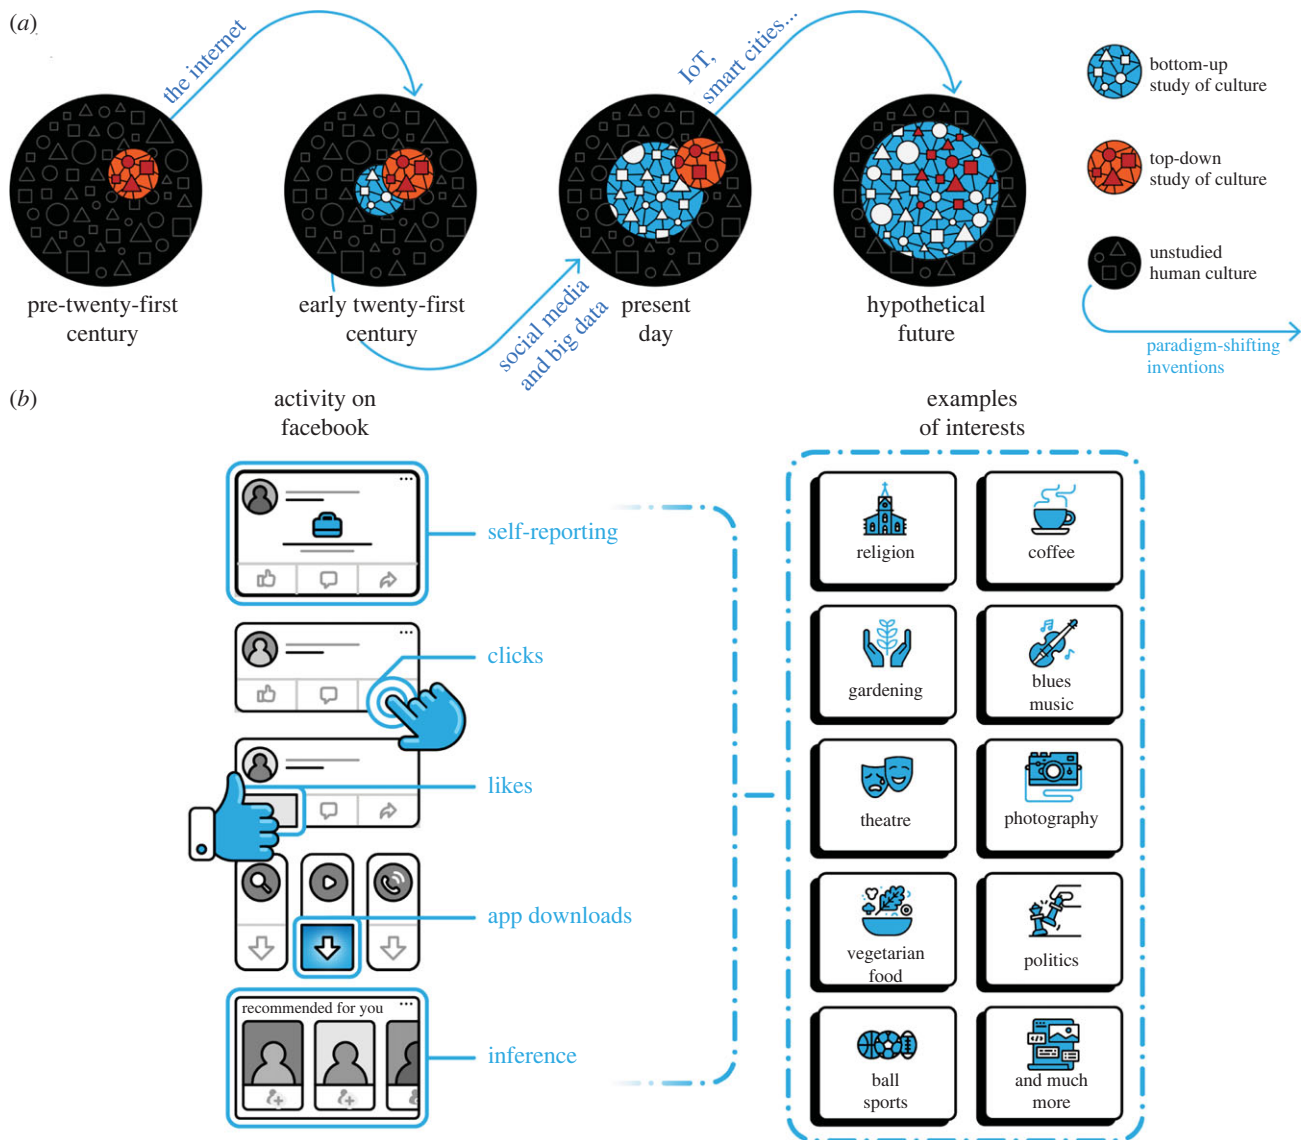 (a)
the internet
IoT,
smart cities...
bottom-up
study of culture
top-down
study of culture
unstudied
human culture
pre-twenty-first
century
early twenty-first
century
social media
and big data
present
day
hypothetical
future
paradigm-shifting
inventions
(b)
activity on
facebook
examples
of interests
self-reporting
clicks
likes
app downloads
recommended for you
inference
religion
coffee
gardening
blues
music
theatre
photography
vegetarian
food
politics
ball
sports
and much
more